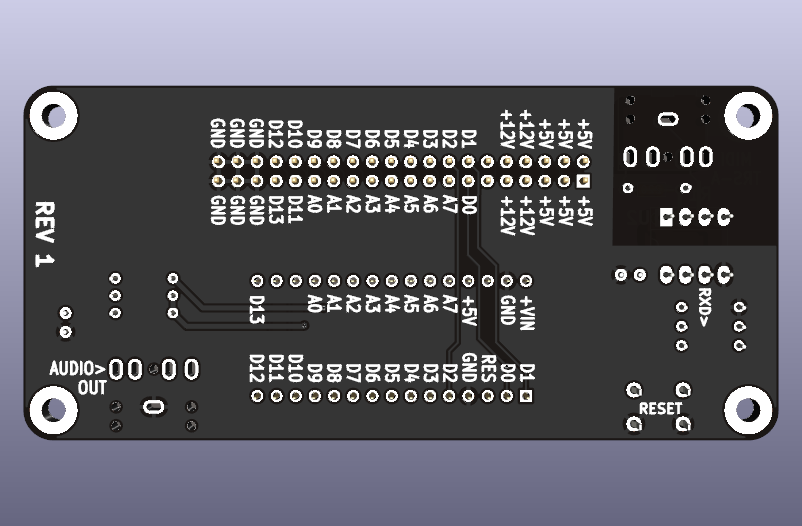 GND GND GND D12 D10 D9 D8 D7 D6 D5 D4 D3 D2 D1 +12V +12V +5V +5V +5V
GND GND GND D13 D11 A0 A1 A2 A3 A4 A5 A6 A7 D0 +12V +12V +5V +5V +5V
REV 1
D13 A0 A1 A2 A3 A4 A5 A6 A7 +5V GND +VIN
RXD>
D12 D11 D10 D9 D8 D7 D6 D5 D4 D3 D2 GND RES D0 D1
AUDIO>
OUT
RESET